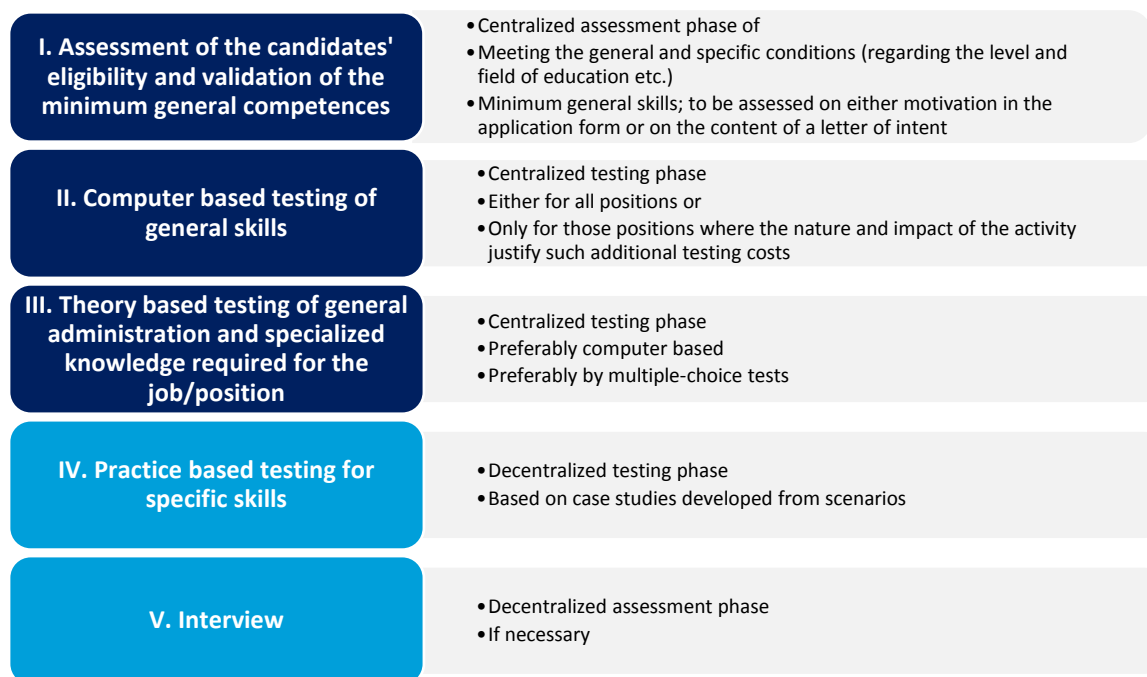 I. Assessment of the candidates'
eligibility and validation of the
minimum general competences
•Centralized assessment phase of
•Meeting the general and specific conditions (regarding the level and
field of education etc.)
•Minimum general skills; to be assessed on either motivation in the
application form or on the content of a letter of intent
II. Computer based testing of
general skills
•Centralized testing phase
•Either for all positions or
•Only for those positions where the nature and impact of the activity
justify such additional testing costs
III. Theory based testing of general
administration and specialized
knowledge required for the
job/position
•Centralized testing phase
•Preferably computer based
•Preferably by multiple-choice tests
IV. Practice based testing for
specific skills
•Decentralized testing phase
•Based on case studies developed from scenarios
V. Interview
•Decentralized assessment phase
•If necessary